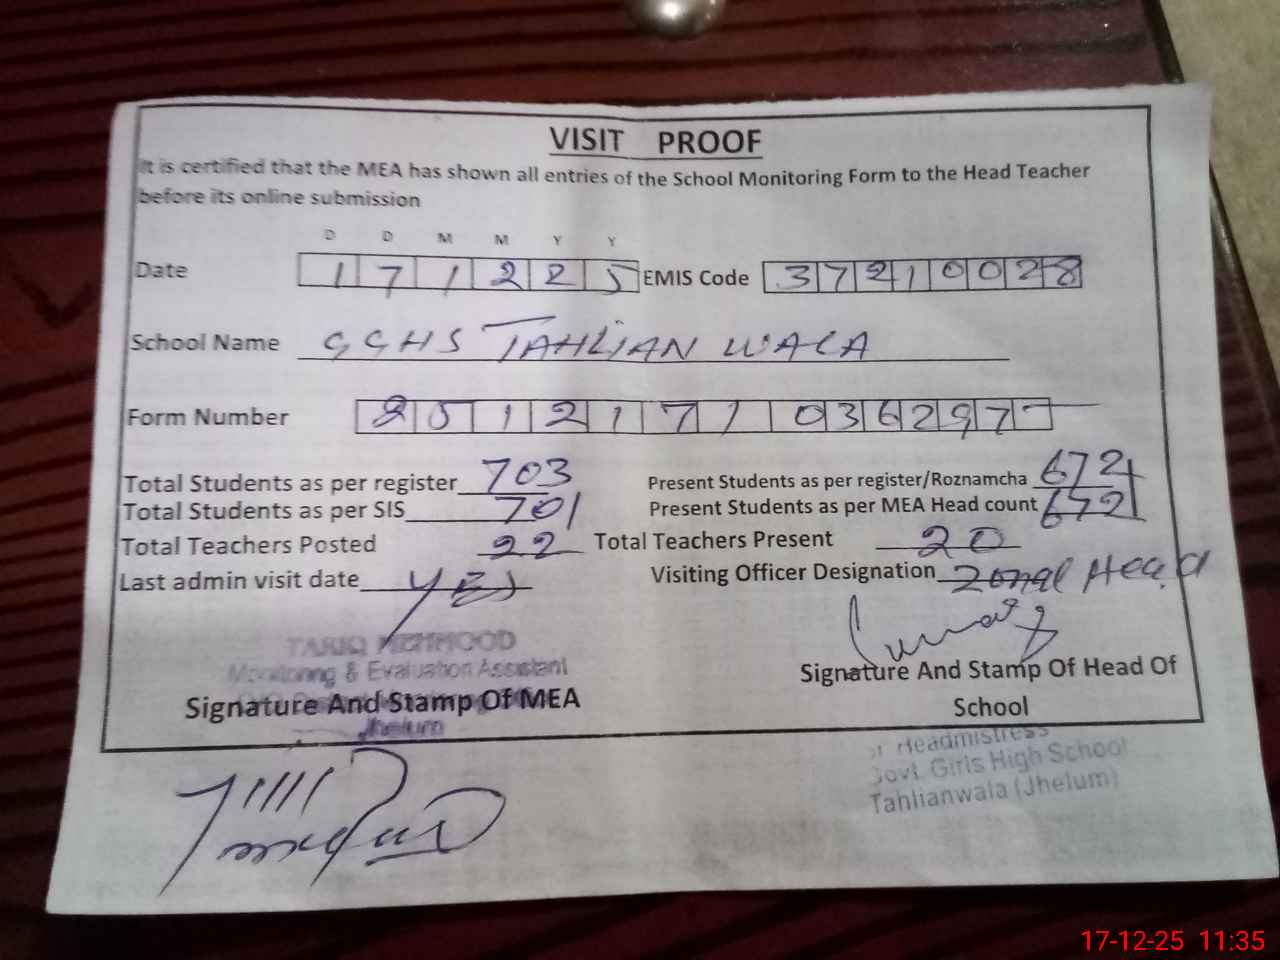 VISIT PROOF
It is certified that the MEA has shown all entries of the School Monitoring Form to the Head Teacher
before its online submission
D D M M Y Y
Date 1 7 1 2 2 5 EMIS Code 3 7 2 1 0 0 2 8
School Name GGHS TAHLIAN WALA
Form Number 2 5 1 2 1 7 1 0 3 6 2 9 7
Total Students as per register 703 Present Students as per register/Roznamcha 672
Total Students as per SIS 701 Present Students as per MEA Head count 672
Total Teachers Posted 22 Total Teachers Present 20
Last admin visit date YES Visiting Officer Designation Zonal Head
TARIQ MEHMOOD
Monitoring & Evaluation Assistant
Signature And Stamp Of MEA
Jhelum
Signature And Stamp Of Head Of
School
Headmistress
Govt. Girls High School
Tahlianwala (Jhelum)
17-12-25 11:35